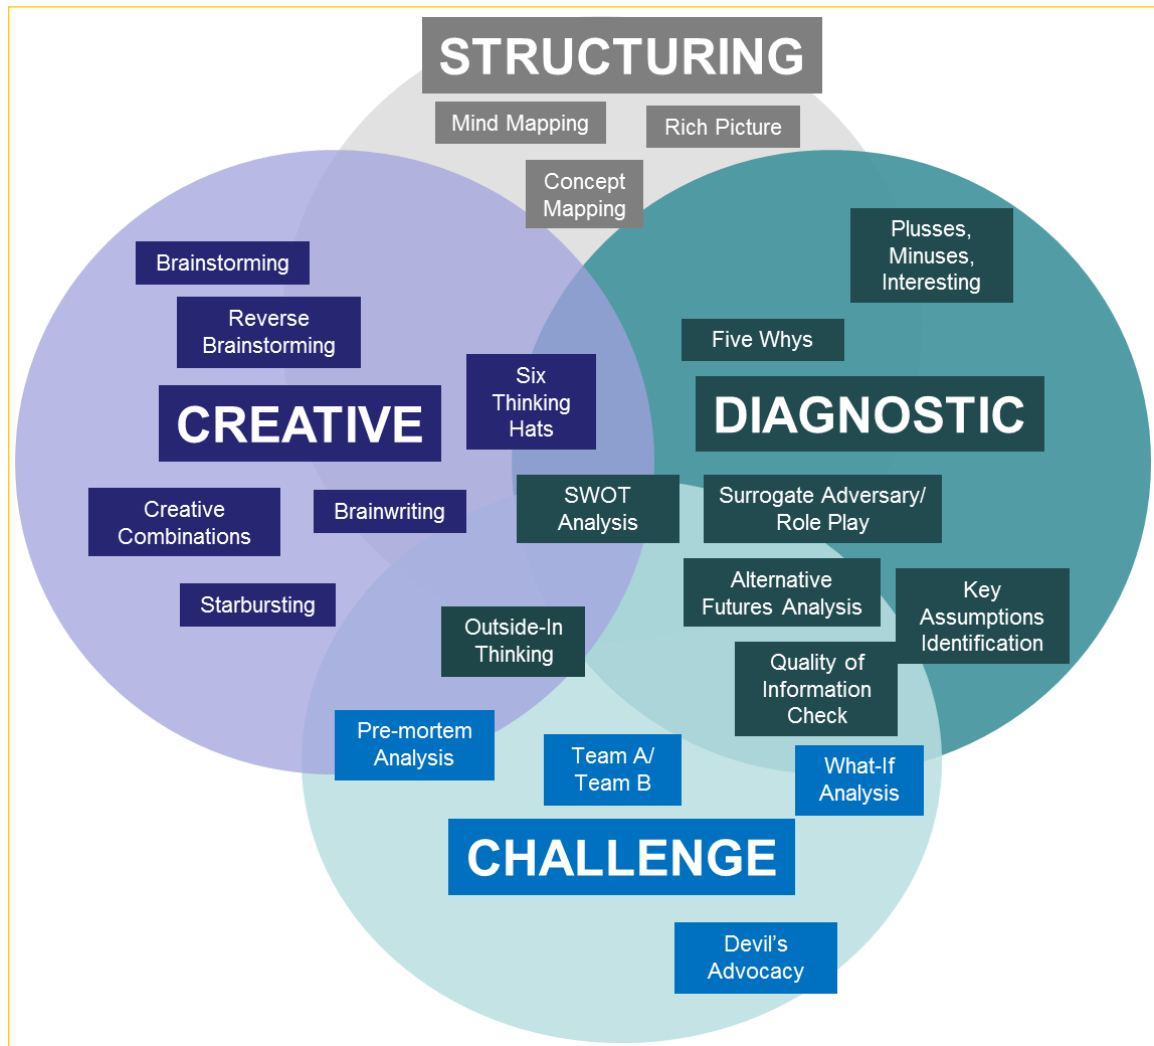 STRUCTURING
Mind Mapping
Rich Picture
Concept
Mapping
Plusses,
Minuses,
Interesting
Brainstorming
Reverse
Brainstorming
Five Whys
Six
Thinking
Hats
CREATIVE
DIAGNOSTIC
SWOT
Analysis
Surrogate Adversary/
Role Play
Creative
Combinations
Brainwriting
Alternative
Futures Analysis
Key
Assumptions
Identification
Starbursting
Outside-In
Thinking
Quality of
Information
Check
Pre-mortem
Analysis
Team A/
Team B
What-If
Analysis
CHALLENGE
Devil’s
Advocacy